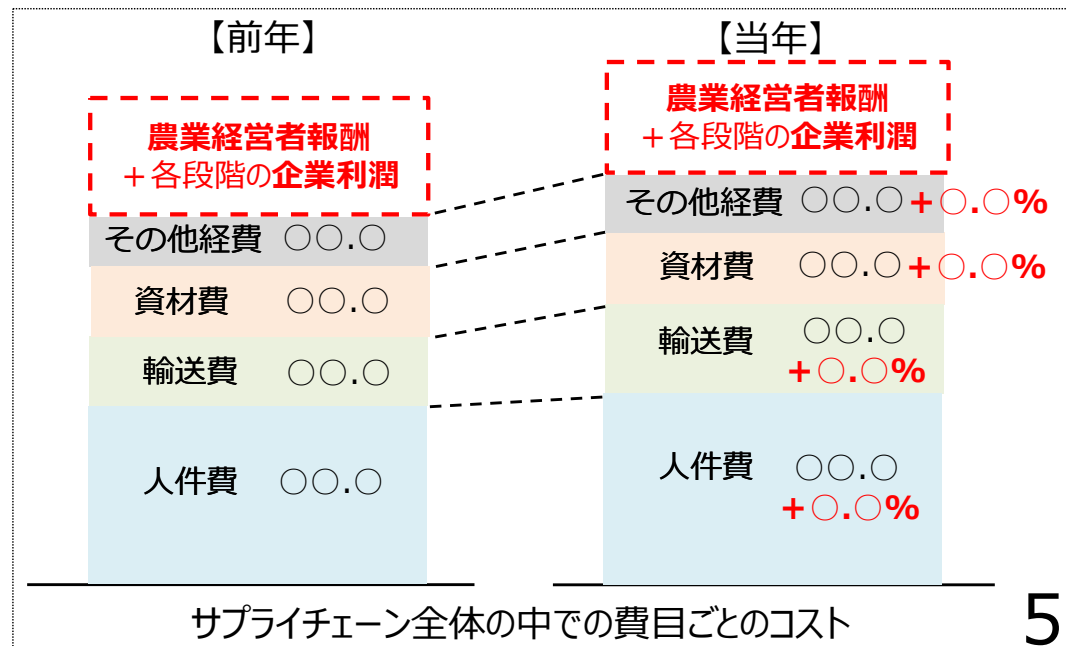 【前年】
農業経営者報酬
＋各段階の企業利潤
その他経費 ○○.○
資材費 ○○.○
輸送費 ○○.○
人件費 ○○.○
【当年】
農業経営者報酬
＋各段階の企業利潤
その他経費 ○○.○＋○.○%
資材費 ○○.○＋○.○%
輸送費 ○○.○
＋○.○%
人件費 ○○.○
＋○.○%
サプライチェーン全体の中での費目ごとのコスト
5